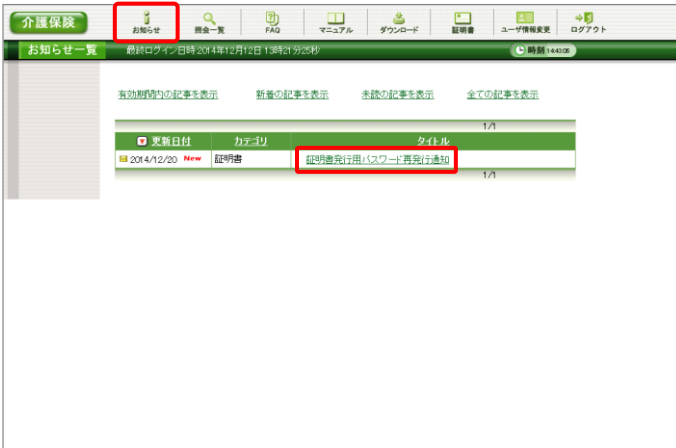 介護保険
お知らせ 照会一覧 FAQ マニュアル ダウンロード 証明書 ユーザ情報変更 ログアウト
お知らせ一覧 最終ログイン日時:2014年12月12日 13時21分25秒 時刻 14:43:06
有効期間内の記事を表示 新着の記事を表示 未読の記事を表示 全ての記事を表示
1/1
更新日付 カテゴリ タイトル
2014/12/20 New 証明書 証明書発行用パスワード再発行通知
1/1